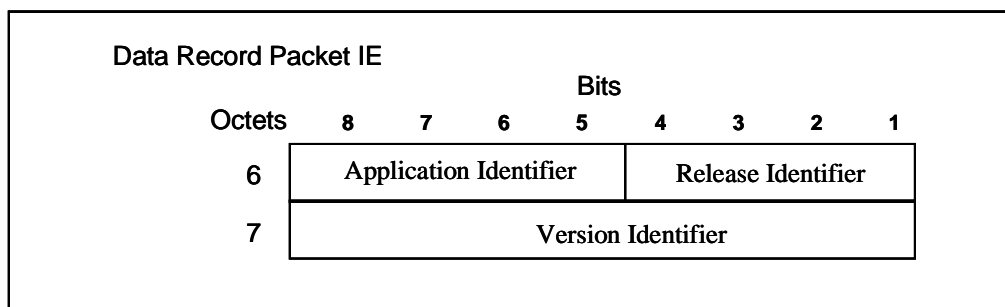 Data Record Packet IE
Bits
Octets 8 7 6 5 4 3 2 1
6 Application Identifier Release Identifier
7 Version Identifier